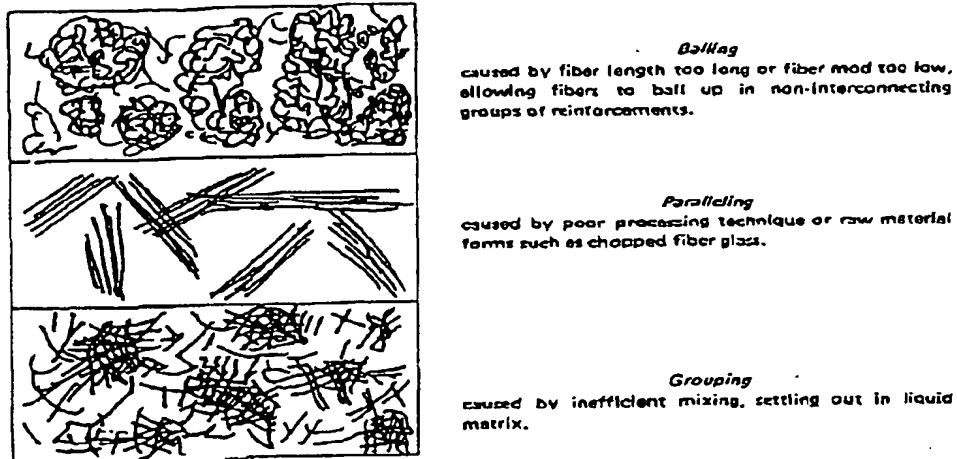 Balling
caused by fiber length too long or fiber mod too low,
allowing fibers to ball up in non-interconnecting
groups of reinforcements.
Paralleling
caused by poor processing technique or raw material
forms such as chopped fiber glass.
Grouping
caused by inefficient mixing, settling out in liquid
matrix.